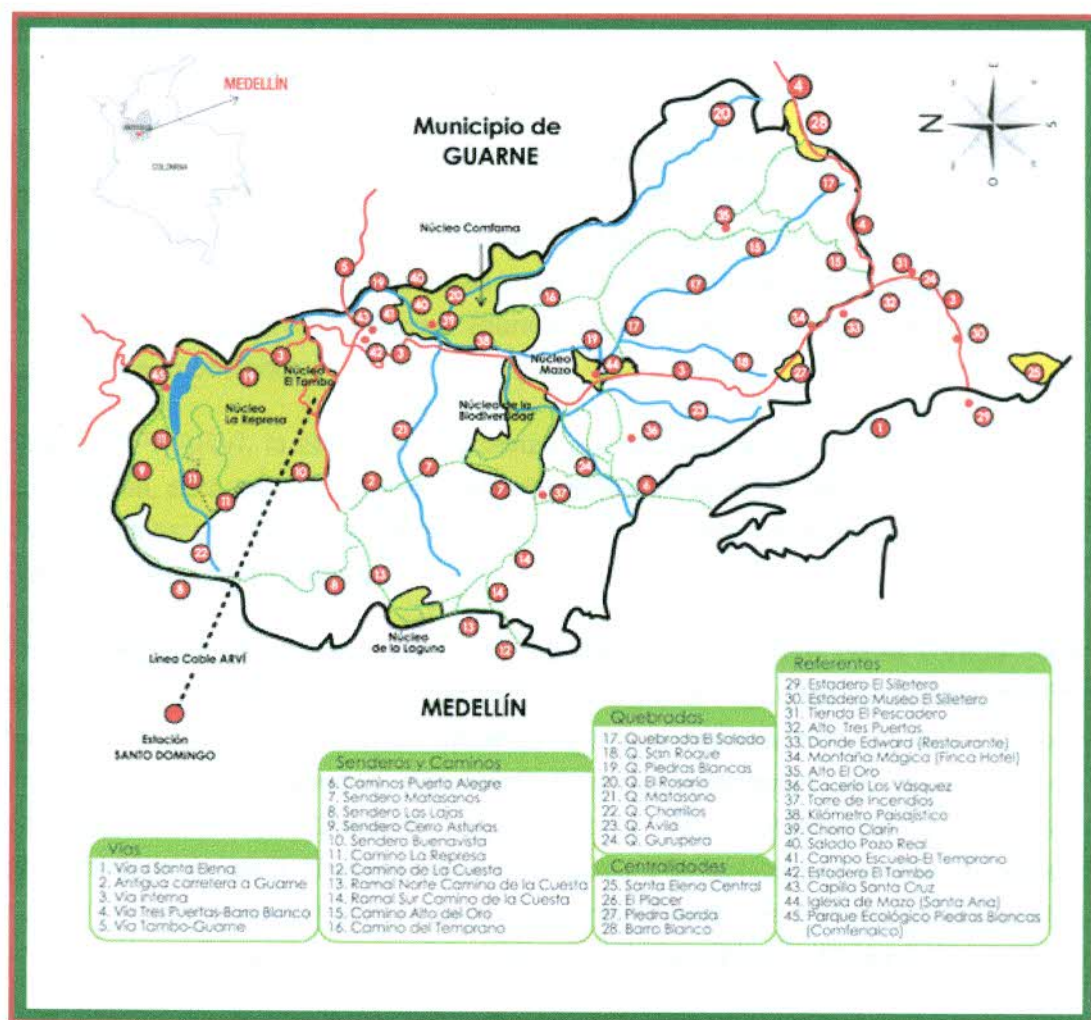 MEDELLÍN
COLOMBIA
Municipio de
GUARNE
N
E
S
O
Núcleo Comfama
Núcleo
El Tambo
Núcleo
La Represa
Núcleo
Mazo
Núcleo de la
Biodiversidad
Núcleo
de la Laguna
Línea Cable ARVÍ
Estación
SANTO DOMINGO
MEDELLÍN
Vías
1. Vía a Santa Elena
2. Antigua carretera a Guarne
3. Vía interna
4. Vía Tres Puertas-Barro Blanco
5. Vía Tambo-Guarne
Senderos y Caminos
6. Caminos Puerto Alegre
7. Sendero Matasanos
8. Sendero Las Lajas
9. Sendero Cerro Asturias
10. Sendero Buenavista
11. Camino La Represa
12. Camino de La Cuesta
13. Ramal Norte Camino de la Cuesta
14. Ramal Sur Camino de la Cuesta
15. Camino Alto del Oro
16. Camino del Temprano
Quebradas
17. Quebrada El Salado
18. Q. San Roque
19. Q. Piedras Blancas
20. Q. El Rosario
21. Q. Matasano
22. Q. Chorrillos
23. Q. Ávila
24. Q. Gurupera
Centralidades
25. Santa Elena Central
26. El Placer
27. Piedra Gorda
28. Barro Blanco
Referentes
29. Estadero El Silletero
30. Estadero Museo El Silletero
31. Tienda El Pescadero
32. Alto Tres Puertas
33. Donde Edward (Restaurante)
34. Montaña Mágica (Finca Hotel)
35. Alto El Oro
36. Caserío Los Vásquez
37. Torre de Incendios
38. Kilómetro Paisajístico
39. Chorro Clarín
40. Salado Pozo Real
41. Campo Escuela-El Temprano
42. Estadero El Tambo
43. Capilla Santa Cruz
44. Iglesia de Mazo (Santa Ana)
45. Parque Ecológico Piedras Blancas
(Comfenalco)